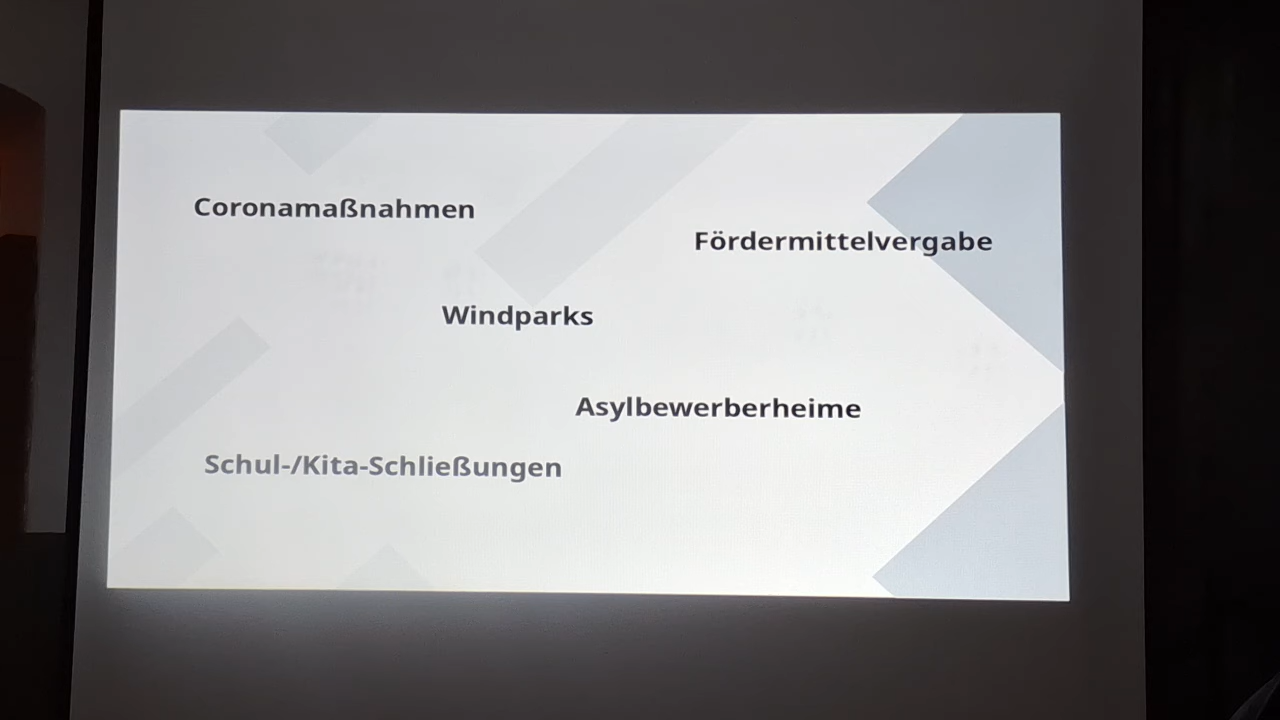 Coronamaßnahmen
Fördermittelvergabe
Windparks
Asylbewerberheime
Schul-/Kita-Schließungen